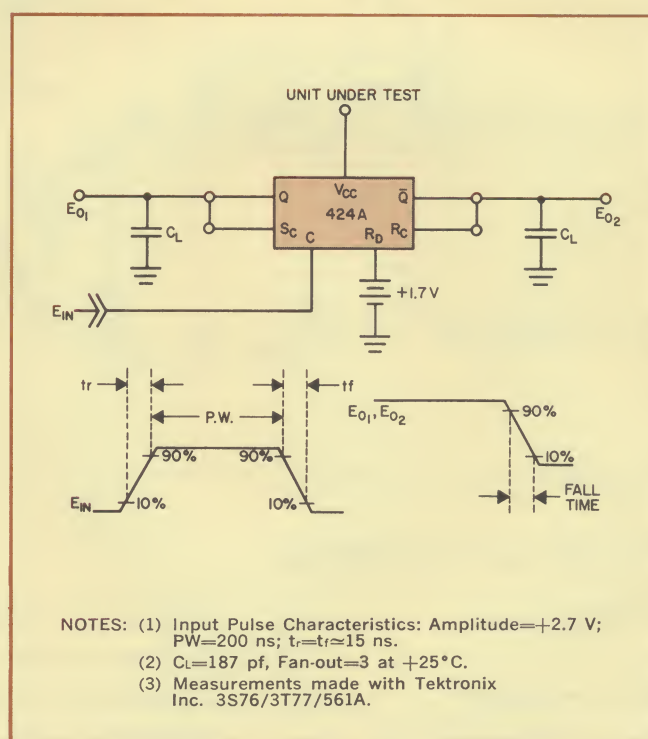 UNIT UNDER TEST
VCC
Q
Q̄
424A
SC
C
RD
RC
EO1
CL
EO2
CL
+1.7V
EIN
tr
tf
P.W.
90%
90%
10%
10%
EIN
EO1, EO2
90%
10%
FALL
TIME
NOTES: (1) Input Pulse Characteristics: Amplitude=+2.7 V;
PW=200 ns; tr=tf≃15 ns.
(2) CL=187 pf, Fan-out=3 at +25°C.
(3) Measurements made with Tektronix
Inc. 3S76/3T77/561A.